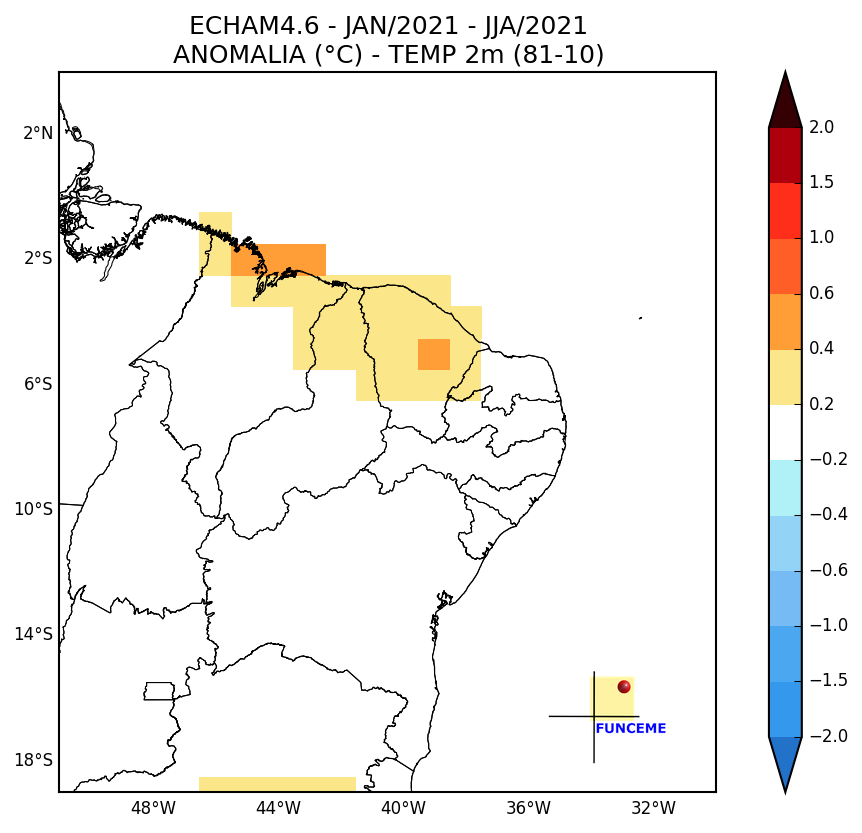 ECHAM4.6 - JAN/2021 - JJA/2021
ANOMALIA (°C) - TEMP 2m (81-10)
2°N
2°S
6°S
10°S
14°S
18°S
48°W 44°W 40°W 36°W 32°W
FUNCEME
2.0
1.5
1.0
0.6
0.4
0.2
−0.2
−0.4
−0.6
−1.0
−1.5
−2.0